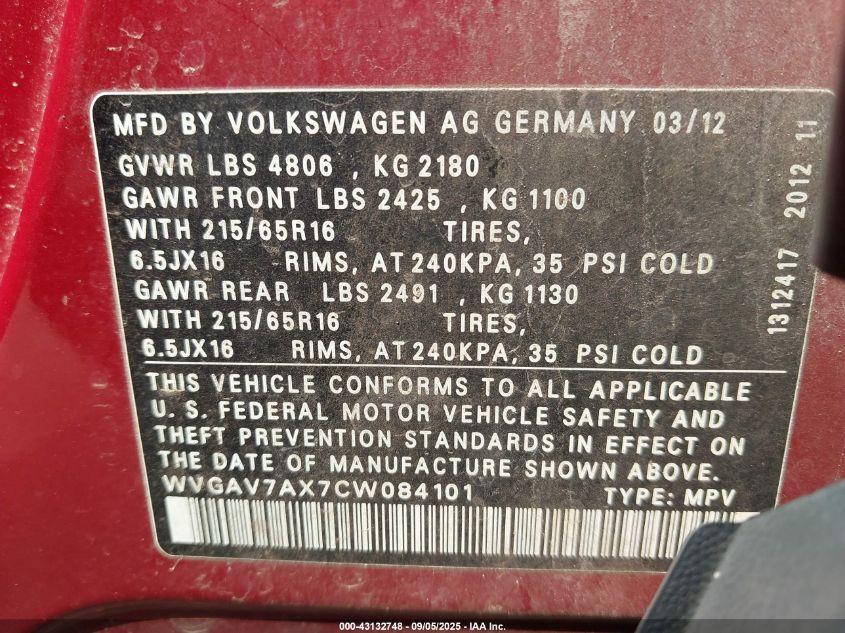 MFD BY VOLKSWAGEN AG GERMANY 03/12
GVWR LBS 4806 , KG 2180
GAWR FRONT LBS 2425 , KG 1100
WITH 215/65R16 TIRES,
6.5JX16 RIMS, AT 240KPA, 35 PSI COLD
GAWR REAR LBS 2491 , KG 1130
WITH 215/65R16 TIRES,
6.5JX16 RIMS, AT 240KPA, 35 PSI COLD
THIS VEHICLE CONFORMS TO ALL APPLICABLE
U. S. FEDERAL MOTOR VEHICLE SAFETY AND
THEFT PREVENTION STANDARDS IN EFFECT ON
THE DATE OF MANUFACTURE SHOWN ABOVE.
WVGAV7AX7CW084101 TYPE: MPV
1312417 2012 11
000-43132748 - 09/05/2025 - IAA Inc.